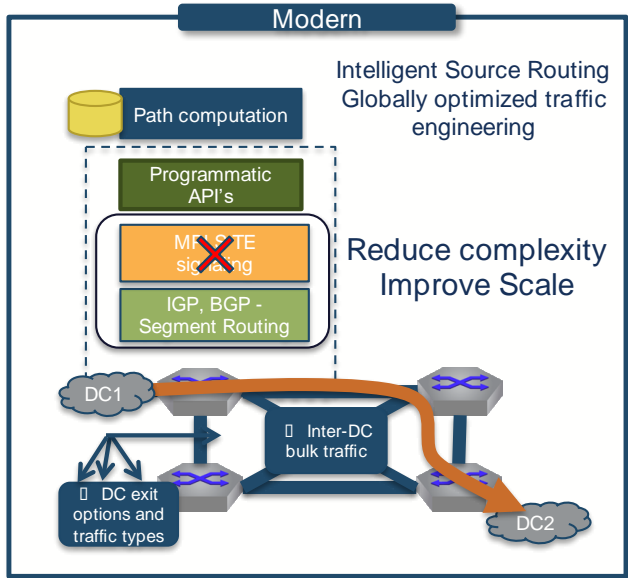 Modern
Intelligent Source Routing
Globally optimized traffic
engineering
Path computation
Programmatic
API's
signaling
IGP, BGP -
Segment Routing
Reduce complexity
Improve Scale
DC1
Inter-DC
bulk traffic
DC exit
options and
traffic types
DC2